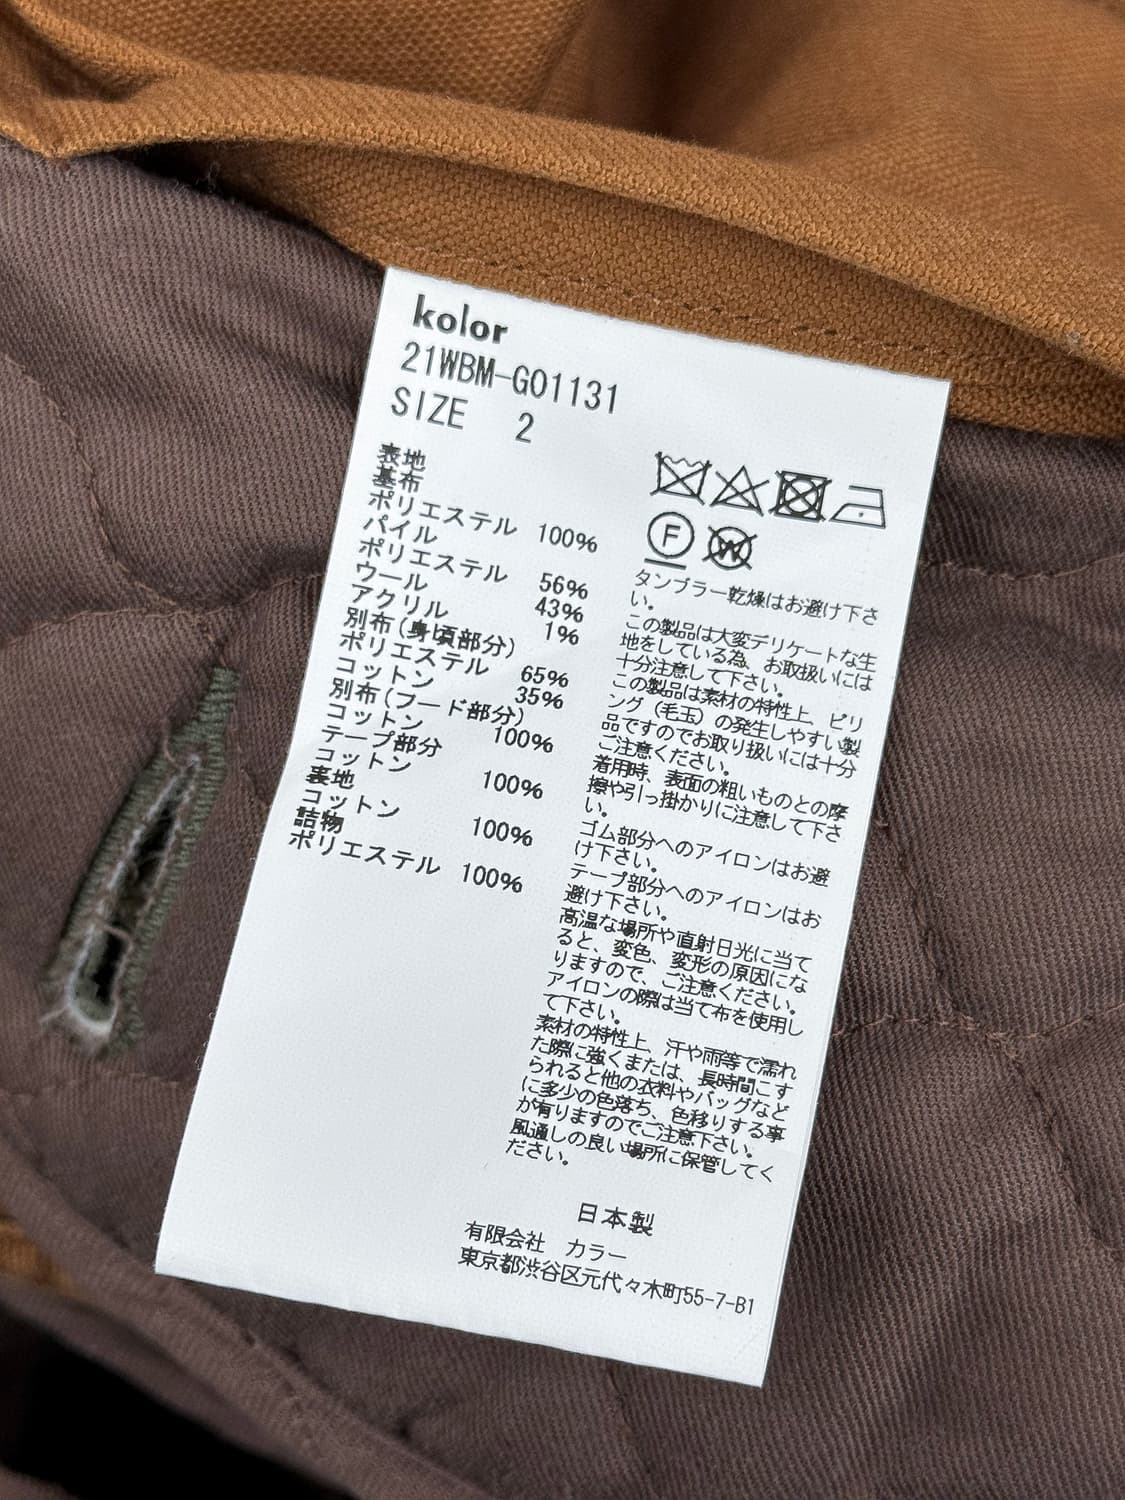 kolor
21WBM-G01131
SIZE 2
表地
基布
ポリエステル 100%
パイル
ポリエステル 56%
ウール 43%
アクリル 1%
別布(身頃部分)
ポリエステル 65%
コットン 35%
別布(フード部分)
コットン 100%
テープ部分
コットン 100%
裏地
コットン 100%
詰物
ポリエステル 100%
F
W
タンブラー乾燥はお避け下さ
い。
この製品は大変デリケートな生
地をしている為、お取扱いには
十分注意して下さい。
この製品は素材の特性上、ピリ
ング(毛玉)の発生しやすい製
品ですのでお取り扱いには十分
ご注意ください。
着用時、表面の粗いものとの摩
擦や引っ掛かりに注意して下さ
い。
ゴム部分へのアイロンはお避
け下さい。
テープ部分へのアイロンはお
避け下さい。
高温な場所や直射日光に当て
ると、変色、変形の原因にな
りますので、ご注意ください。
アイロンの際は当て布を使用し
て下さい。
素材の特性上、汗や雨等で濡れ
た際に強くまたは、長時間こす
られると他の衣料やバッグなど
に多少の色落ち、色移りする事
が有りますのでご注意下さい。
風通しの良い場所に保管してく
ださい。
日本製
有限会社 カラー
東京都渋谷区元代々木町55-7-B1